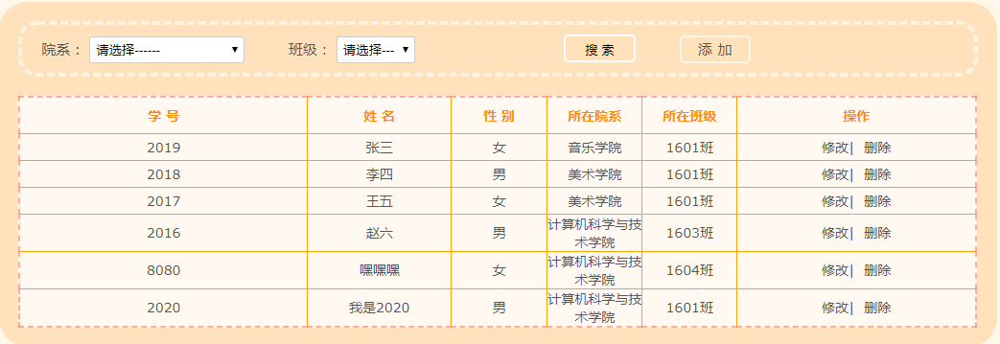 院系： 请选择------ 班级： 请选择--- 搜 索 添 加
学 号 姓 名 性 别 所在院系 所在班级 操作
2019 张三 女 音乐学院 1601班 修改| 删除
2018 李四 男 美术学院 1601班 修改| 删除
2017 王五 女 美术学院 1601班 修改| 删除
2016 赵六 男 计算机科学与技术学院 1603班 修改| 删除
8080 嘿嘿嘿 女 计算机科学与技术学院 1604班 修改| 删除
2020 我是2020 男 计算机科学与技术学院 1601班 修改| 删除